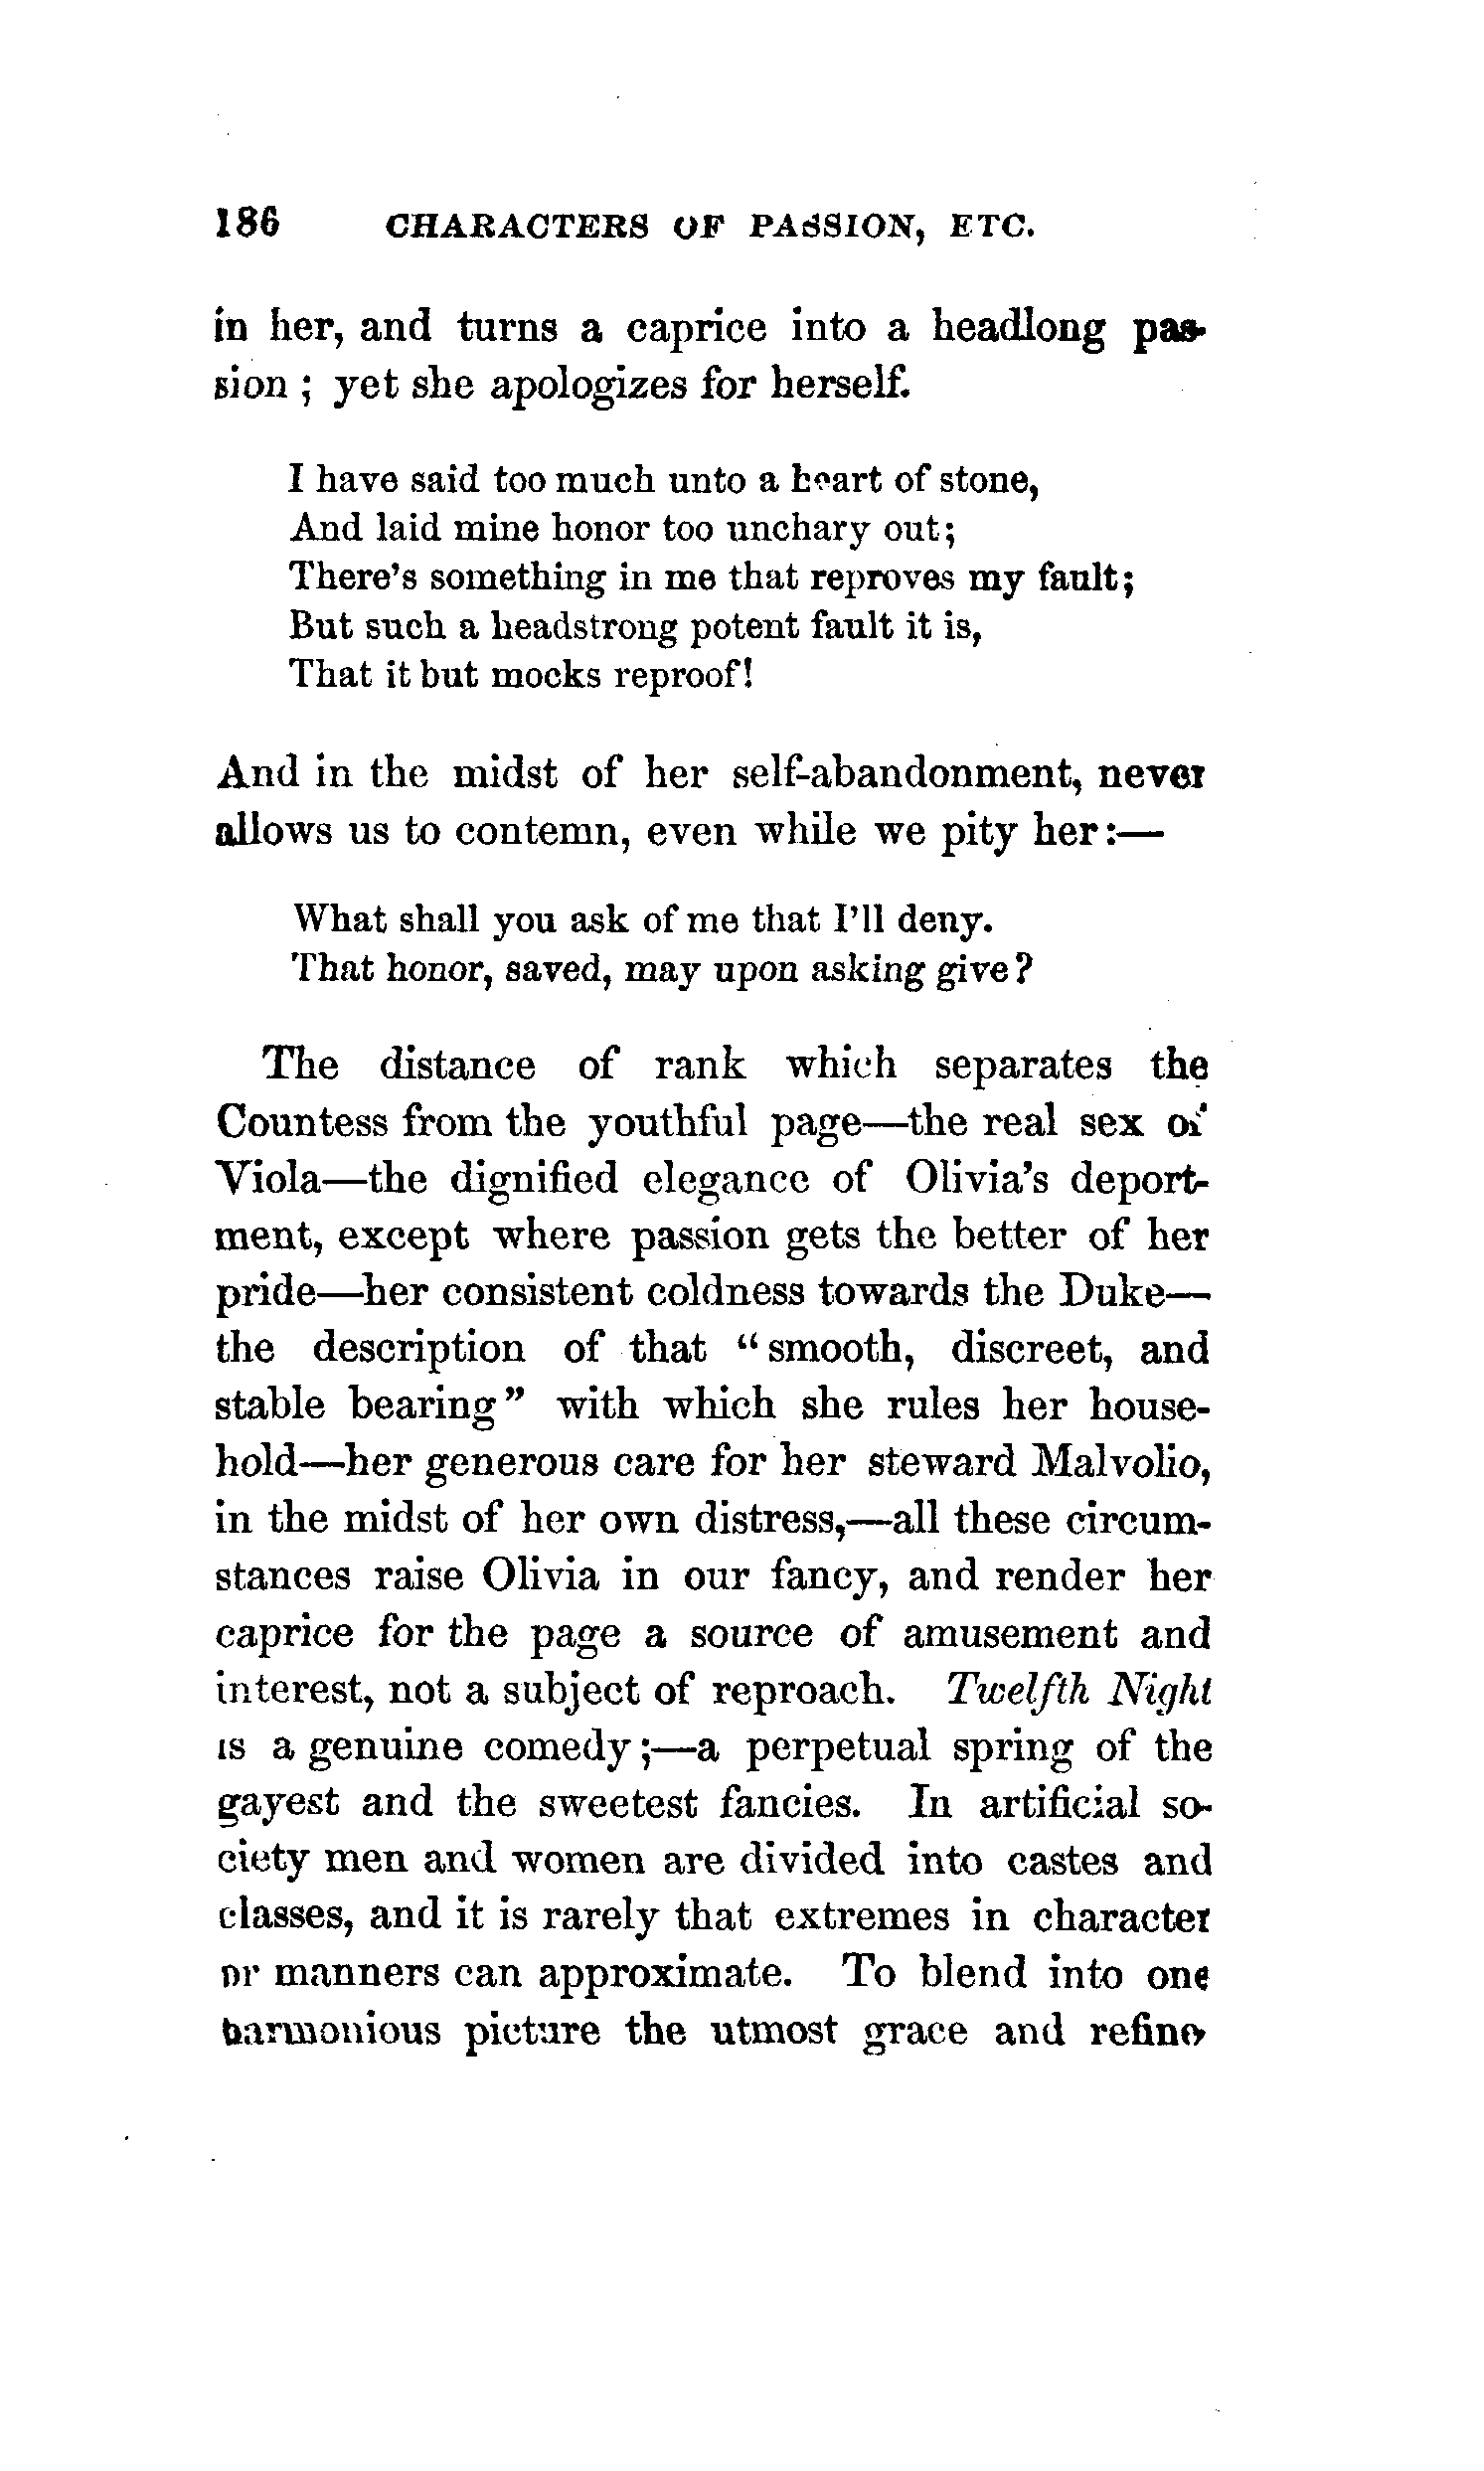 186 CHARACTERS OF PASSION, ETC.
in her, and turns a caprice into a headlong pas-
sion ; yet she apologizes for herself.
I have said too much unto a heart of stone,
And laid mine honor too unchary out;
There's something in me that reproves my fault;
But such a headstrong potent fault it is,
That it but mocks reproof!
And in the midst of her self-abandonment, never
allows us to contemn, even while we pity her:—
What shall you ask of me that I'll deny.
That honor, saved, may upon asking give?
The distance of rank which separates the
Countess from the youthful page—the real sex of
Viola—the dignified elegance of Olivia's deport-
ment, except where passion gets the better of her
pride—her consistent coldness towards the Duke—
the description of that “smooth, discreet, and
stable bearing” with which she rules her house-
hold—her generous care for her steward Malvolio,
in the midst of her own distress,—all these circum-
stances raise Olivia in our fancy, and render her
caprice for the page a source of amusement and
interest, not a subject of reproach. Twelfth Night
is a genuine comedy;—a perpetual spring of the
gayest and the sweetest fancies. In artificial so-
ciety men and women are divided into castes and
classes, and it is rarely that extremes in character
or manners can approximate. To blend into one
harmonious picture the utmost grace and refine-